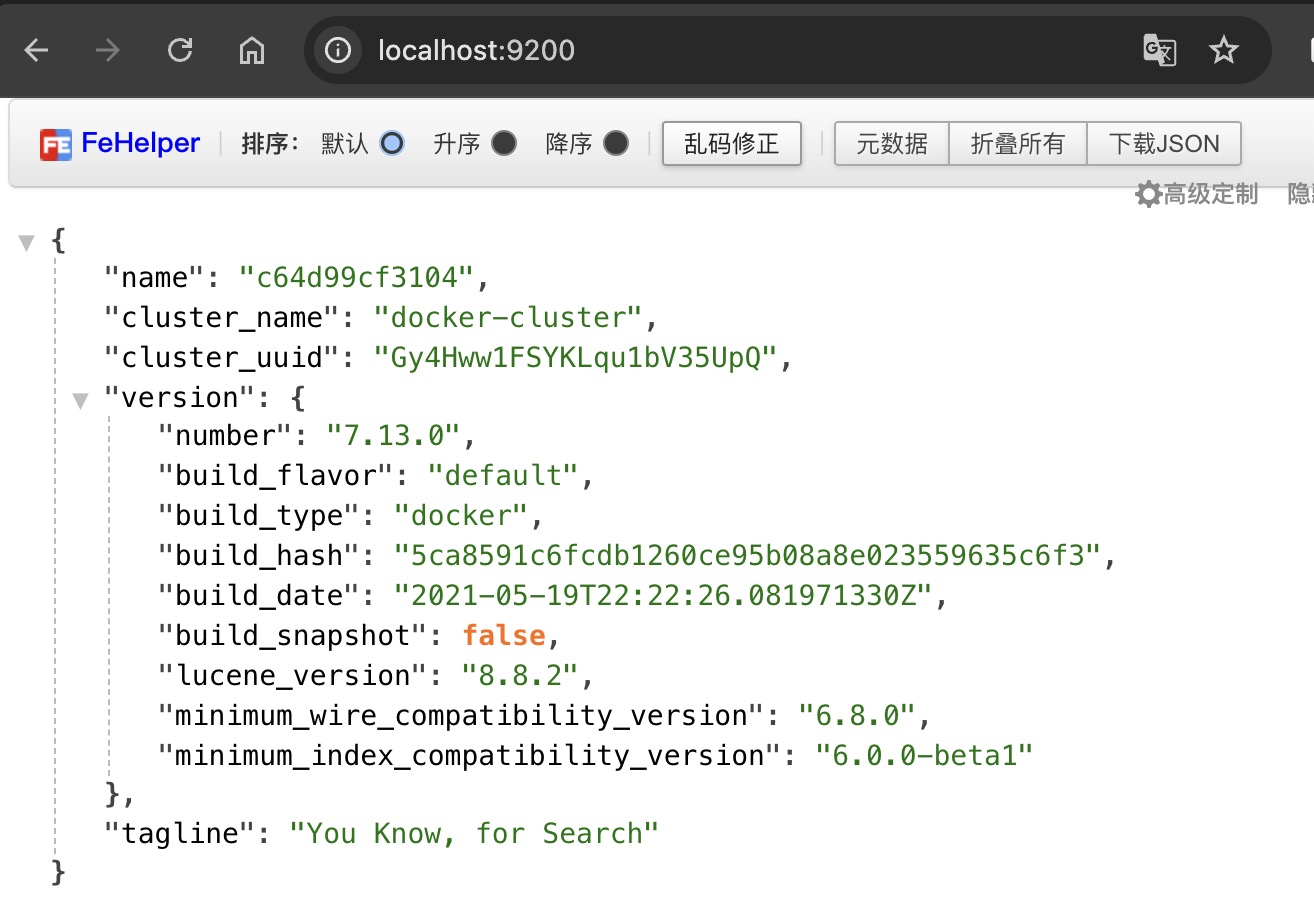 localhost:9200
FeHelper 排序: 默认 升序 降序 乱码修正 元数据 折叠所有 下载JSON
高级定制
{
"name": "c64d99cf3104",
"cluster_name": "docker-cluster",
"cluster_uuid": "Gy4Hww1FSYKLqu1bV35UpQ",
"version": {
"number": "7.13.0",
"build_flavor": "default",
"build_type": "docker",
"build_hash": "5ca8591c6fcdb1260ce95b08a8e023559635c6f3",
"build_date": "2021-05-19T22:22:26.081971330Z",
"build_snapshot": false,
"lucene_version": "8.8.2",
"minimum_wire_compatibility_version": "6.8.0",
"minimum_index_compatibility_version": "6.0.0-beta1"
},
"tagline": "You Know, for Search"
}